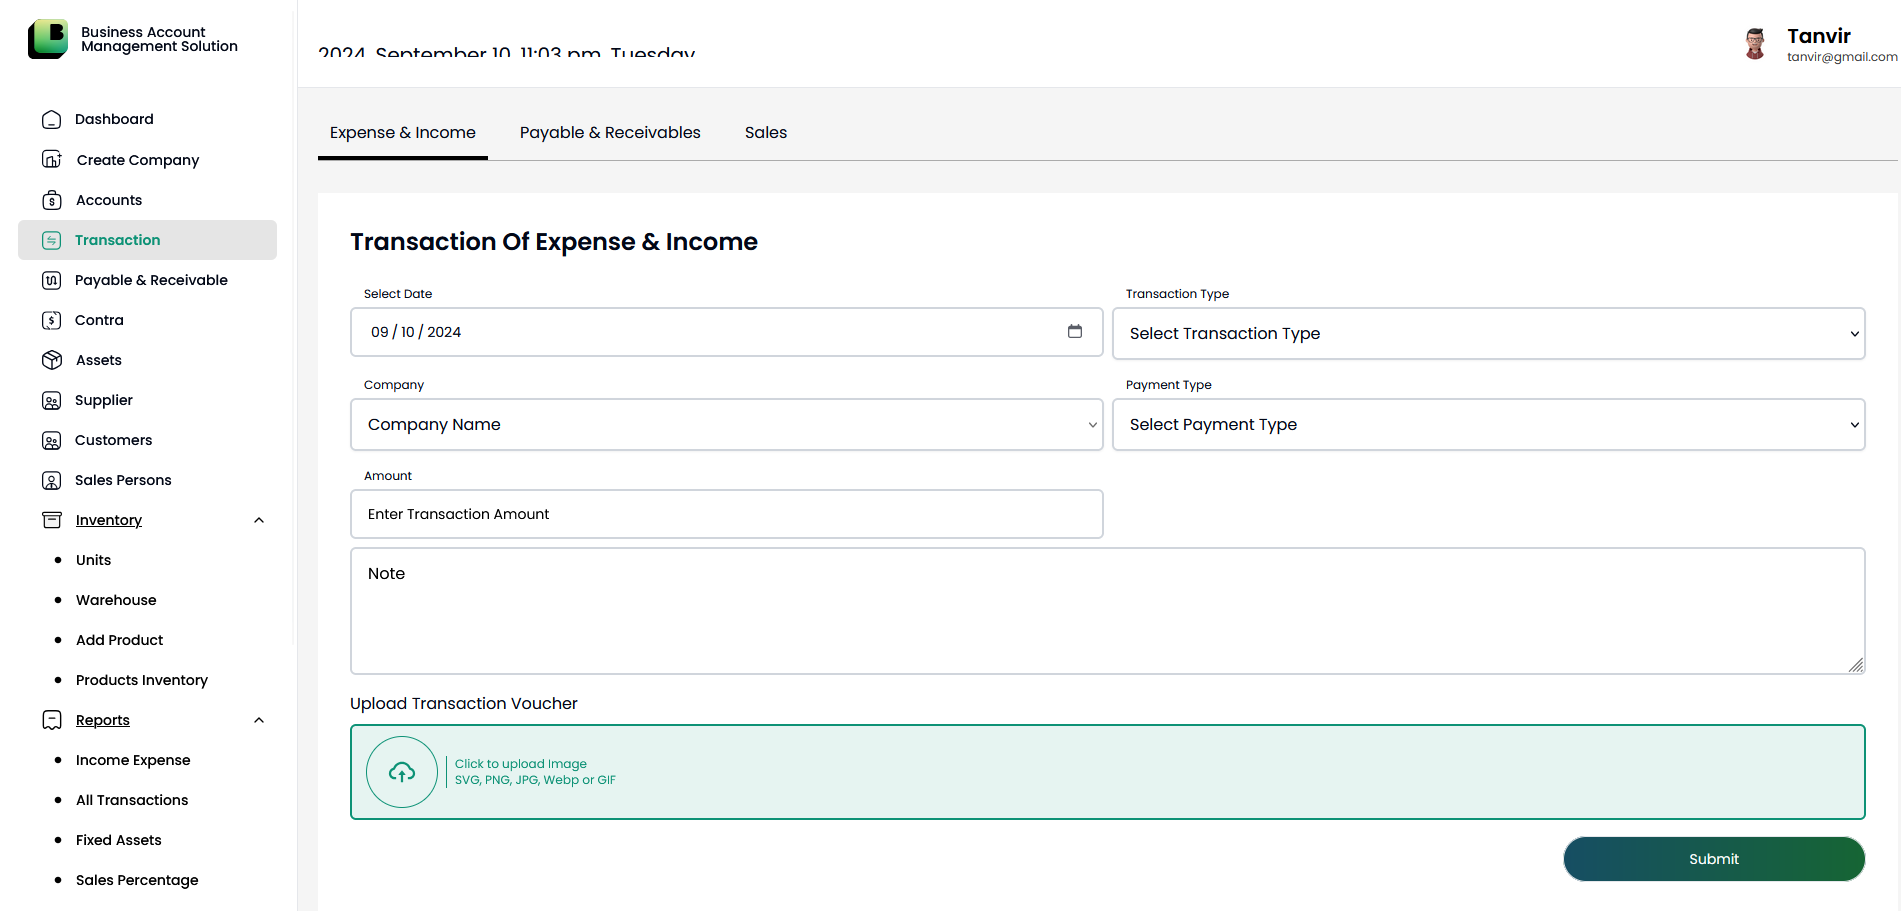 Business Account
Management Solution
Dashboard
Create Company
Accounts
Transaction
Payable & Receivable
Contra
Assets
Supplier
Customers
Sales Persons
Inventory
Units
Warehouse
Add Product
Products Inventory
Reports
Income Expense
All Transactions
Fixed Assets
Sales Percentage
2024, September 10, 11:03 pm, Tuesday
Tanvir
tanvir@gmail.com
Expense & Income
Payable & Receivables
Sales
Transaction Of Expense & Income
Select Date
09 / 10 / 2024
Transaction Type
Select Transaction Type
Company
Company Name
Payment Type
Select Payment Type
Amount
Enter Transaction Amount
Note
Upload Transaction Voucher
Click to upload Image
SVG, PNG, JPG, Webp or GIF
Submit